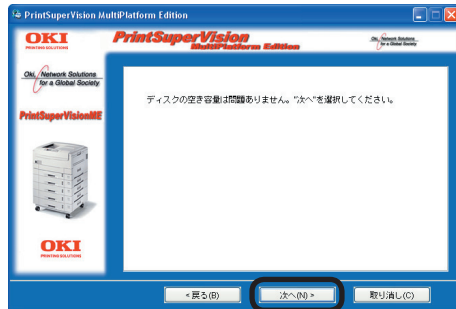 PrintSuperVision MultiPlatform Edition
OKI
PRINTING SOLUTIONS
PrintSuperVision
MultiPlatform Edition
Oki, Network Solutions
for a Global Society
Oki, Network Solutions
for a Global Society
PrintSuperVisionME
ディスクの空き容量は問題ありません。"次へ"を選択してください。
OKI
PRINTING SOLUTIONS
<戻る(B)
次へ(N)>
取り消し(C)